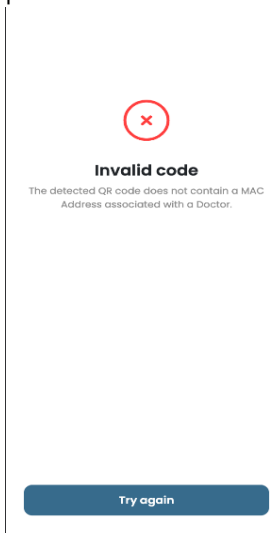 Invalid code
The detected QR code does not contain a MAC
Address associated with a Doctor.
Try again